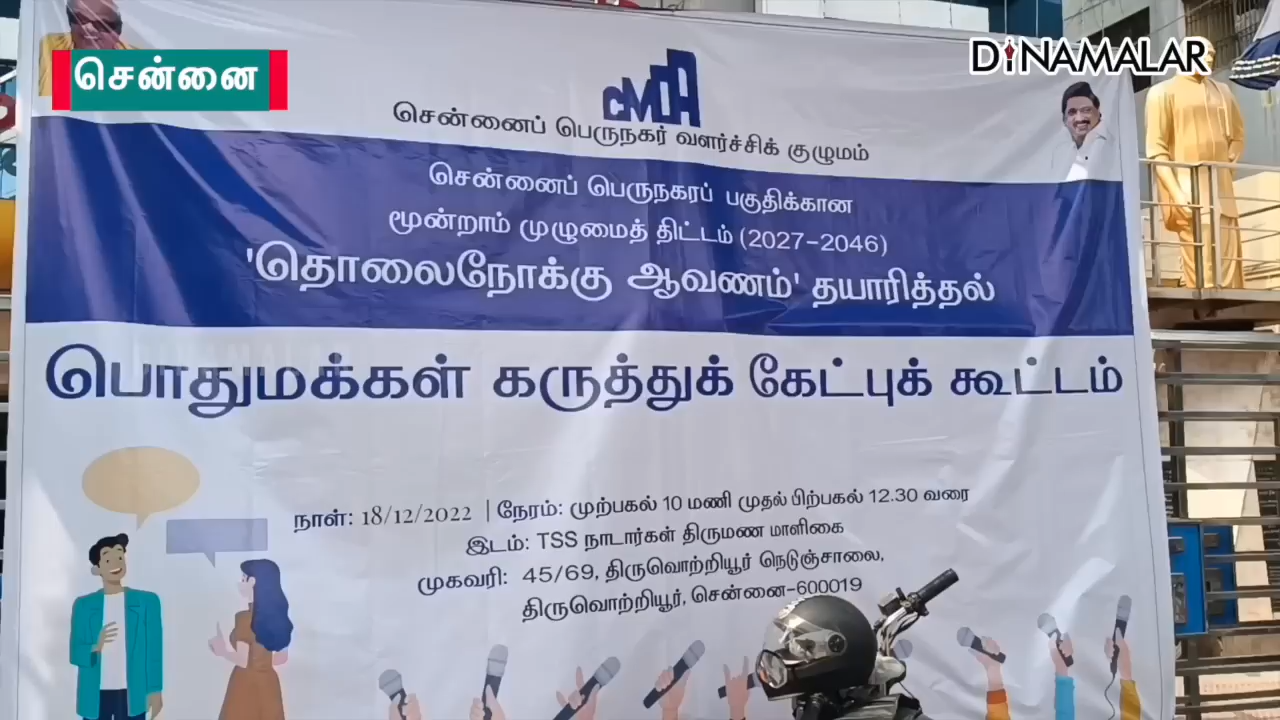 சென்னை
DINAMALAR
CMDA
சென்னைப் பெருநகர் வளர்ச்சிக் குழுமம்
சென்னைப் பெருநகரப் பகுதிக்கான
மூன்றாம் முழுமைத் திட்டம் (2027-2046)
'தொலைநோக்கு ஆவணம்' தயாரித்தல்
பொதுமக்கள் கருத்துக் கேட்புக் கூட்டம்
நாள்: 18/12/2022 | நேரம்: முற்பகல் 10 மணி முதல் பிற்பகல் 12.30 வரை
இடம்: TSS நாடார்கள் திருமண மாளிகை
முகவரி: 45/69, திருவொற்றியூர் நெடுஞ்சாலை,
திருவொற்றியூர், சென்னை-600019